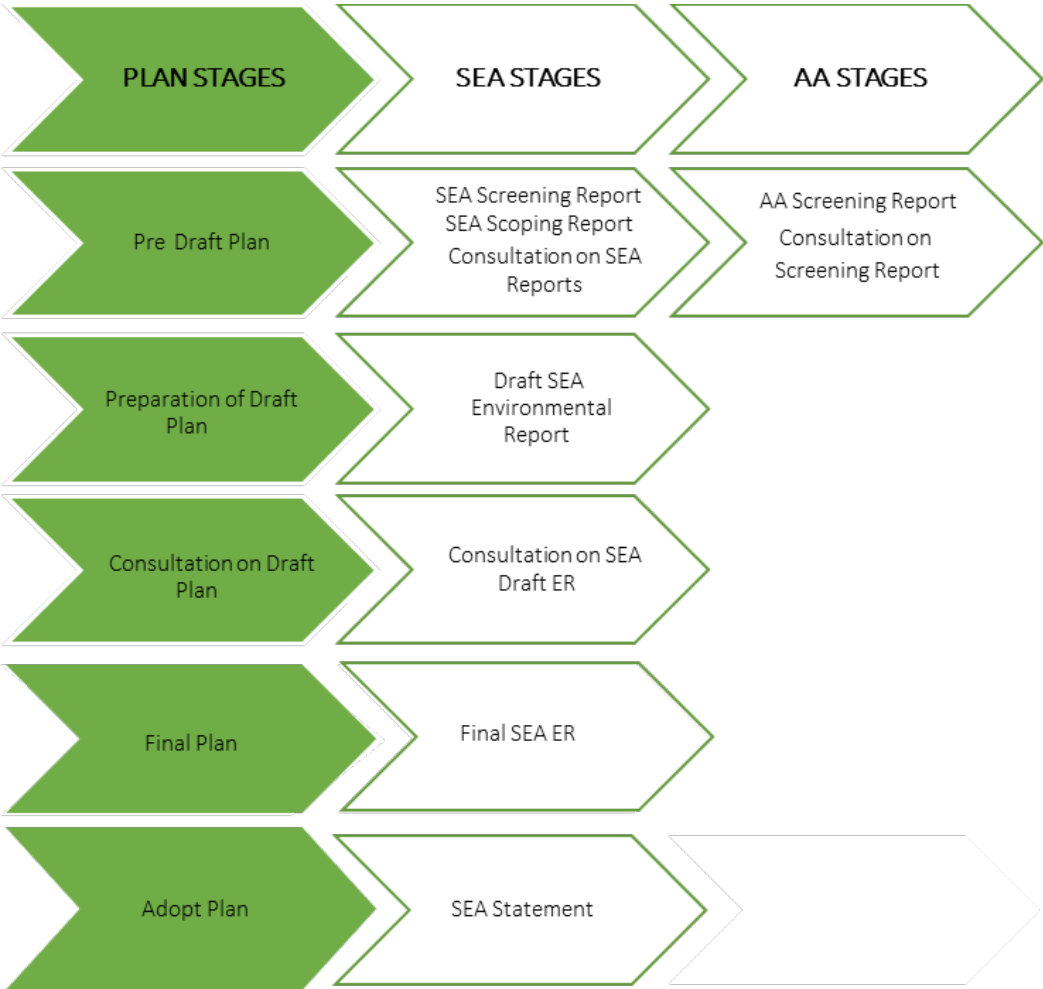 PLAN STAGES
SEA STAGES
AA STAGES
Pre Draft Plan
SEA Screening Report
SEA Scoping Report
Consultation on SEA
Reports
AA Screening Report
Consultation on
Screening Report
Preparation of Draft
Plan
Draft SEA
Environmental
Report
Consultation on Draft
Plan
Consultation on SEA
Draft ER
Final Plan
Final SEA ER
Adopt Plan
SEA Statement